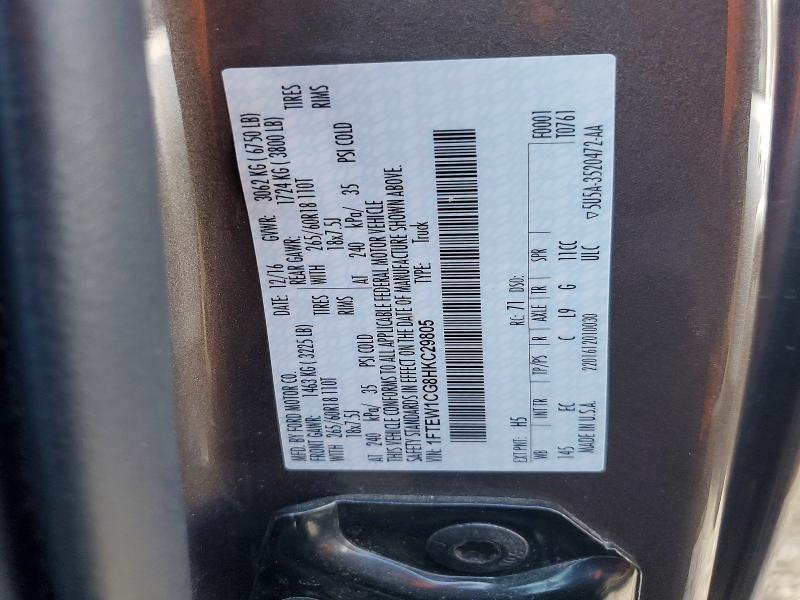 MFD. BY FORD MOTOR CO. DATE: 12/16 GVWR: 3062 KG ( 6750 LB)
FRONT GAWR: 1463 KG ( 3225 LB) REAR GAWR: 1724 KG ( 3800 LB)
WITH 265/60R18 110T TIRES WITH 265/60R18 110T TIRES
18x7.5J RIMS 18x7.5J RIMS
AT 240 kPa/ 35 PSI COLD AT 240 kPa/ 35 PSI COLD
THIS VEHICLE CONFORMS TO ALL APPLICABLE FEDERAL MOTOR VEHICLE
SAFETY STANDARDS IN EFFECT ON THE DATE OF MANUFACTURE SHOWN ABOVE.
VIN: 1FTEW1CG8HKC29805 TYPE: Truck
EXT PNT: H5 RC: 71 DSO: F0001
WB INT TR TP/PS R AXLE TR SPR T0761
145 EC C L9 G 11CC
MADE IN U.S.A. 2201612010030 ULC ▽5U5A-3520472-AA